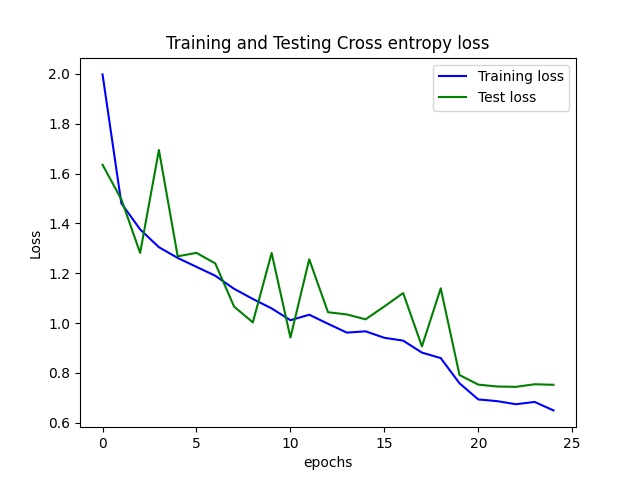 Training and Testing Cross entropy loss
Training loss
Test loss
2.0
1.8
1.6
1.4
1.2
1.0
0.8
0.6
Loss
0 5 10 15 20 25
epochs